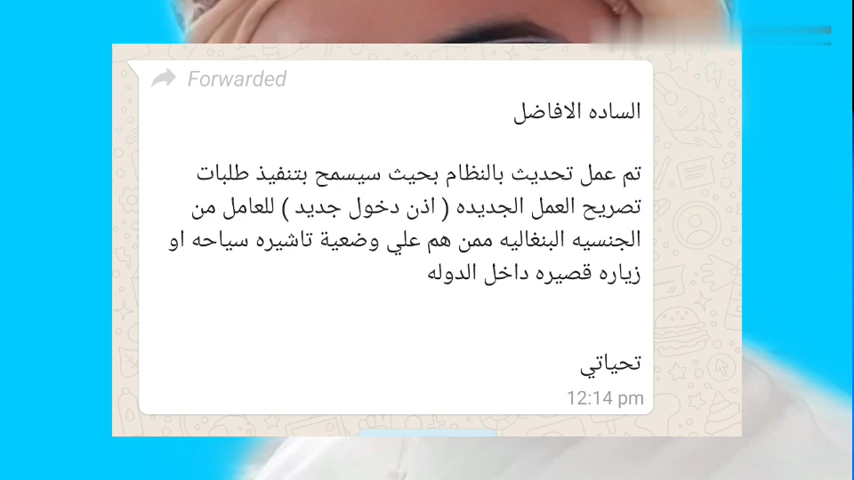 Forwarded
الساده الافاضل
تم عمل تحديث بالنظام بحيث سيسمح بتنفيذ طلبات
تصريح العمل الجديده ( اذن دخول جديد ) للعامل من
الجنسيه البنغاليه ممن هم علي وضعية تاشيره سياحه او
زياره قصيره داخل الدوله
تحياتي
12:14 pm